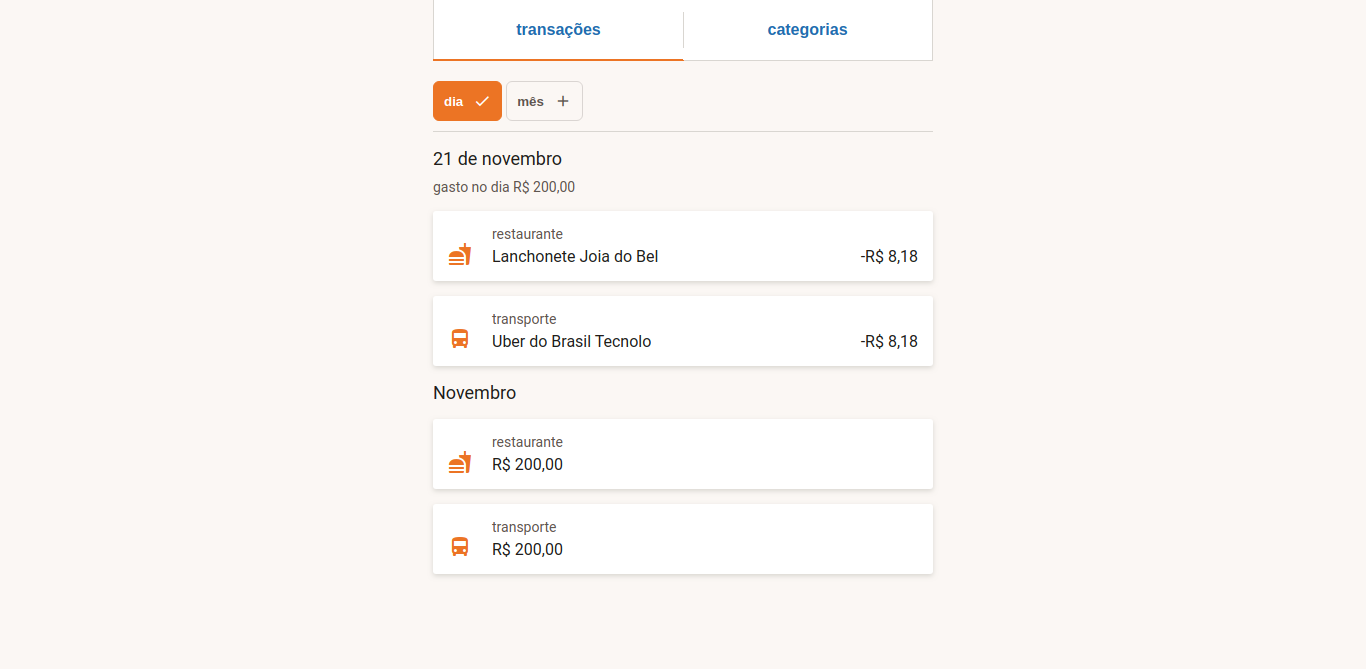 transações
categorias
dia
mês
21 de novembro
gasto no dia R$ 200,00
restaurante
Lanchonete Joia do Bel
-R$ 8,18
transporte
Uber do Brasil Tecnolo
-R$ 8,18
Novembro
restaurante
R$ 200,00
transporte
R$ 200,00